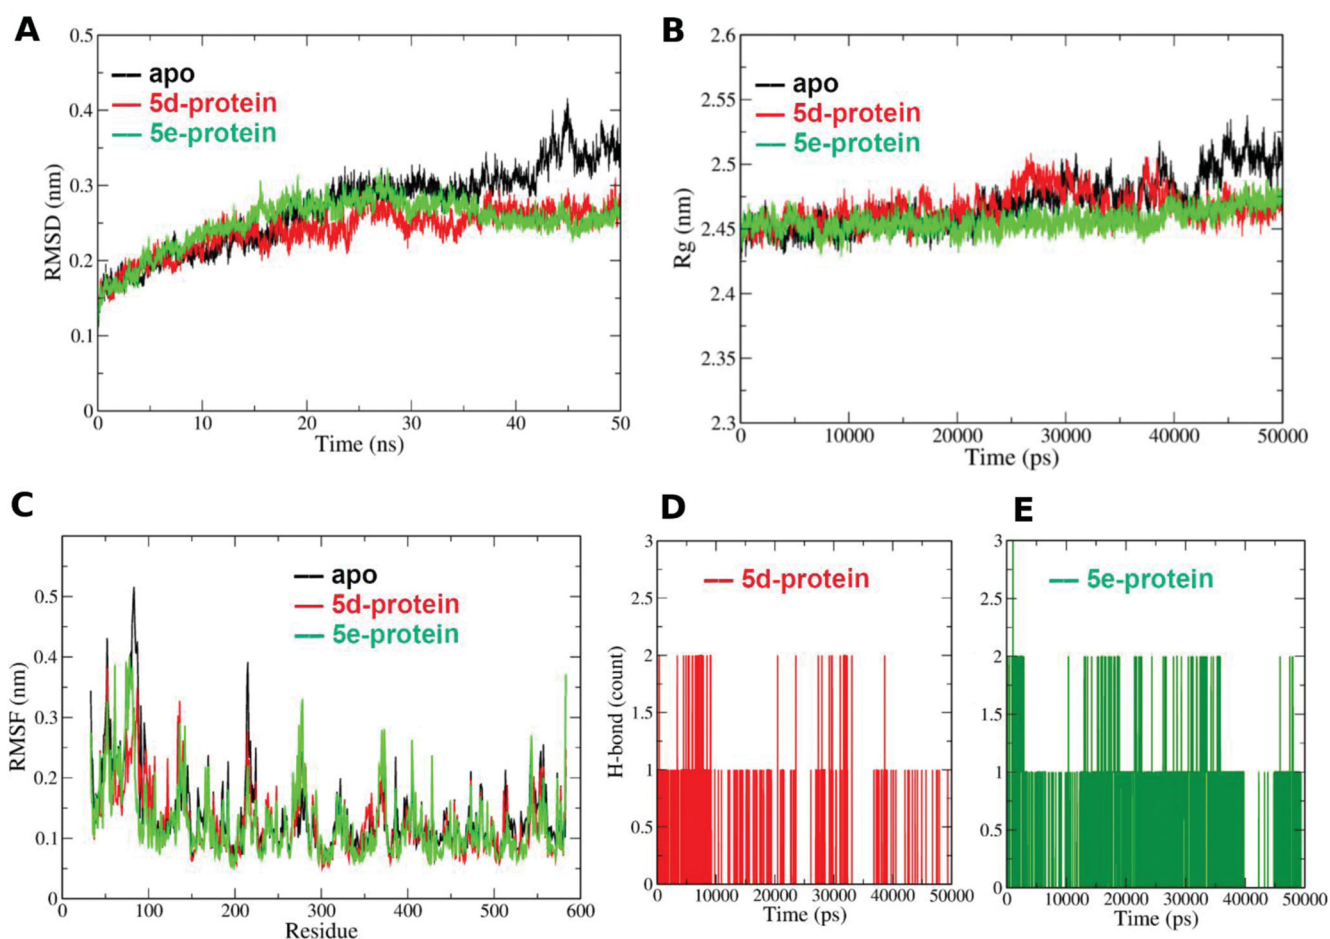 A
0.5
0.4
0.3
0.2
0.1
0
RMSD (nm)
apo
5d-protein
5e-protein
0 10 20 30 40 50
Time (ns)
B
2.6
2.55
2.5
2.45
2.4
2.35
2.3
Rg (nm)
apo
5d-protein
5e-protein
0 10000 20000 30000 40000 50000
Time (ps)
C
0.5
0.4
0.3
0.2
0.1
0
RMSF (nm)
apo
5d-protein
5e-protein
0 100 200 300 400 500 600
Residue
D
3
2.5
2
1.5
1
0.5
0
H-bond (count)
5d-protein
0 10000 20000 30000 40000 50000
Time (ps)
E
3
2.5
2
1.5
1
0.5
0
5e-protein
0 10000 20000 30000 40000 50000
Time (ps)